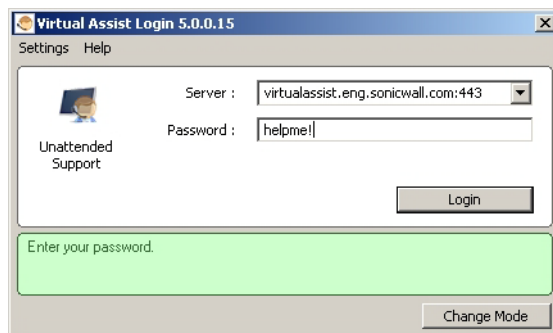 Virtual Assist Login 5.0.0.15
Settings Help
Server : virtualassist.eng.sonicwall.com:443
Password : helpme!
Unattended
Support
Login
Enter your password.
Change Mode